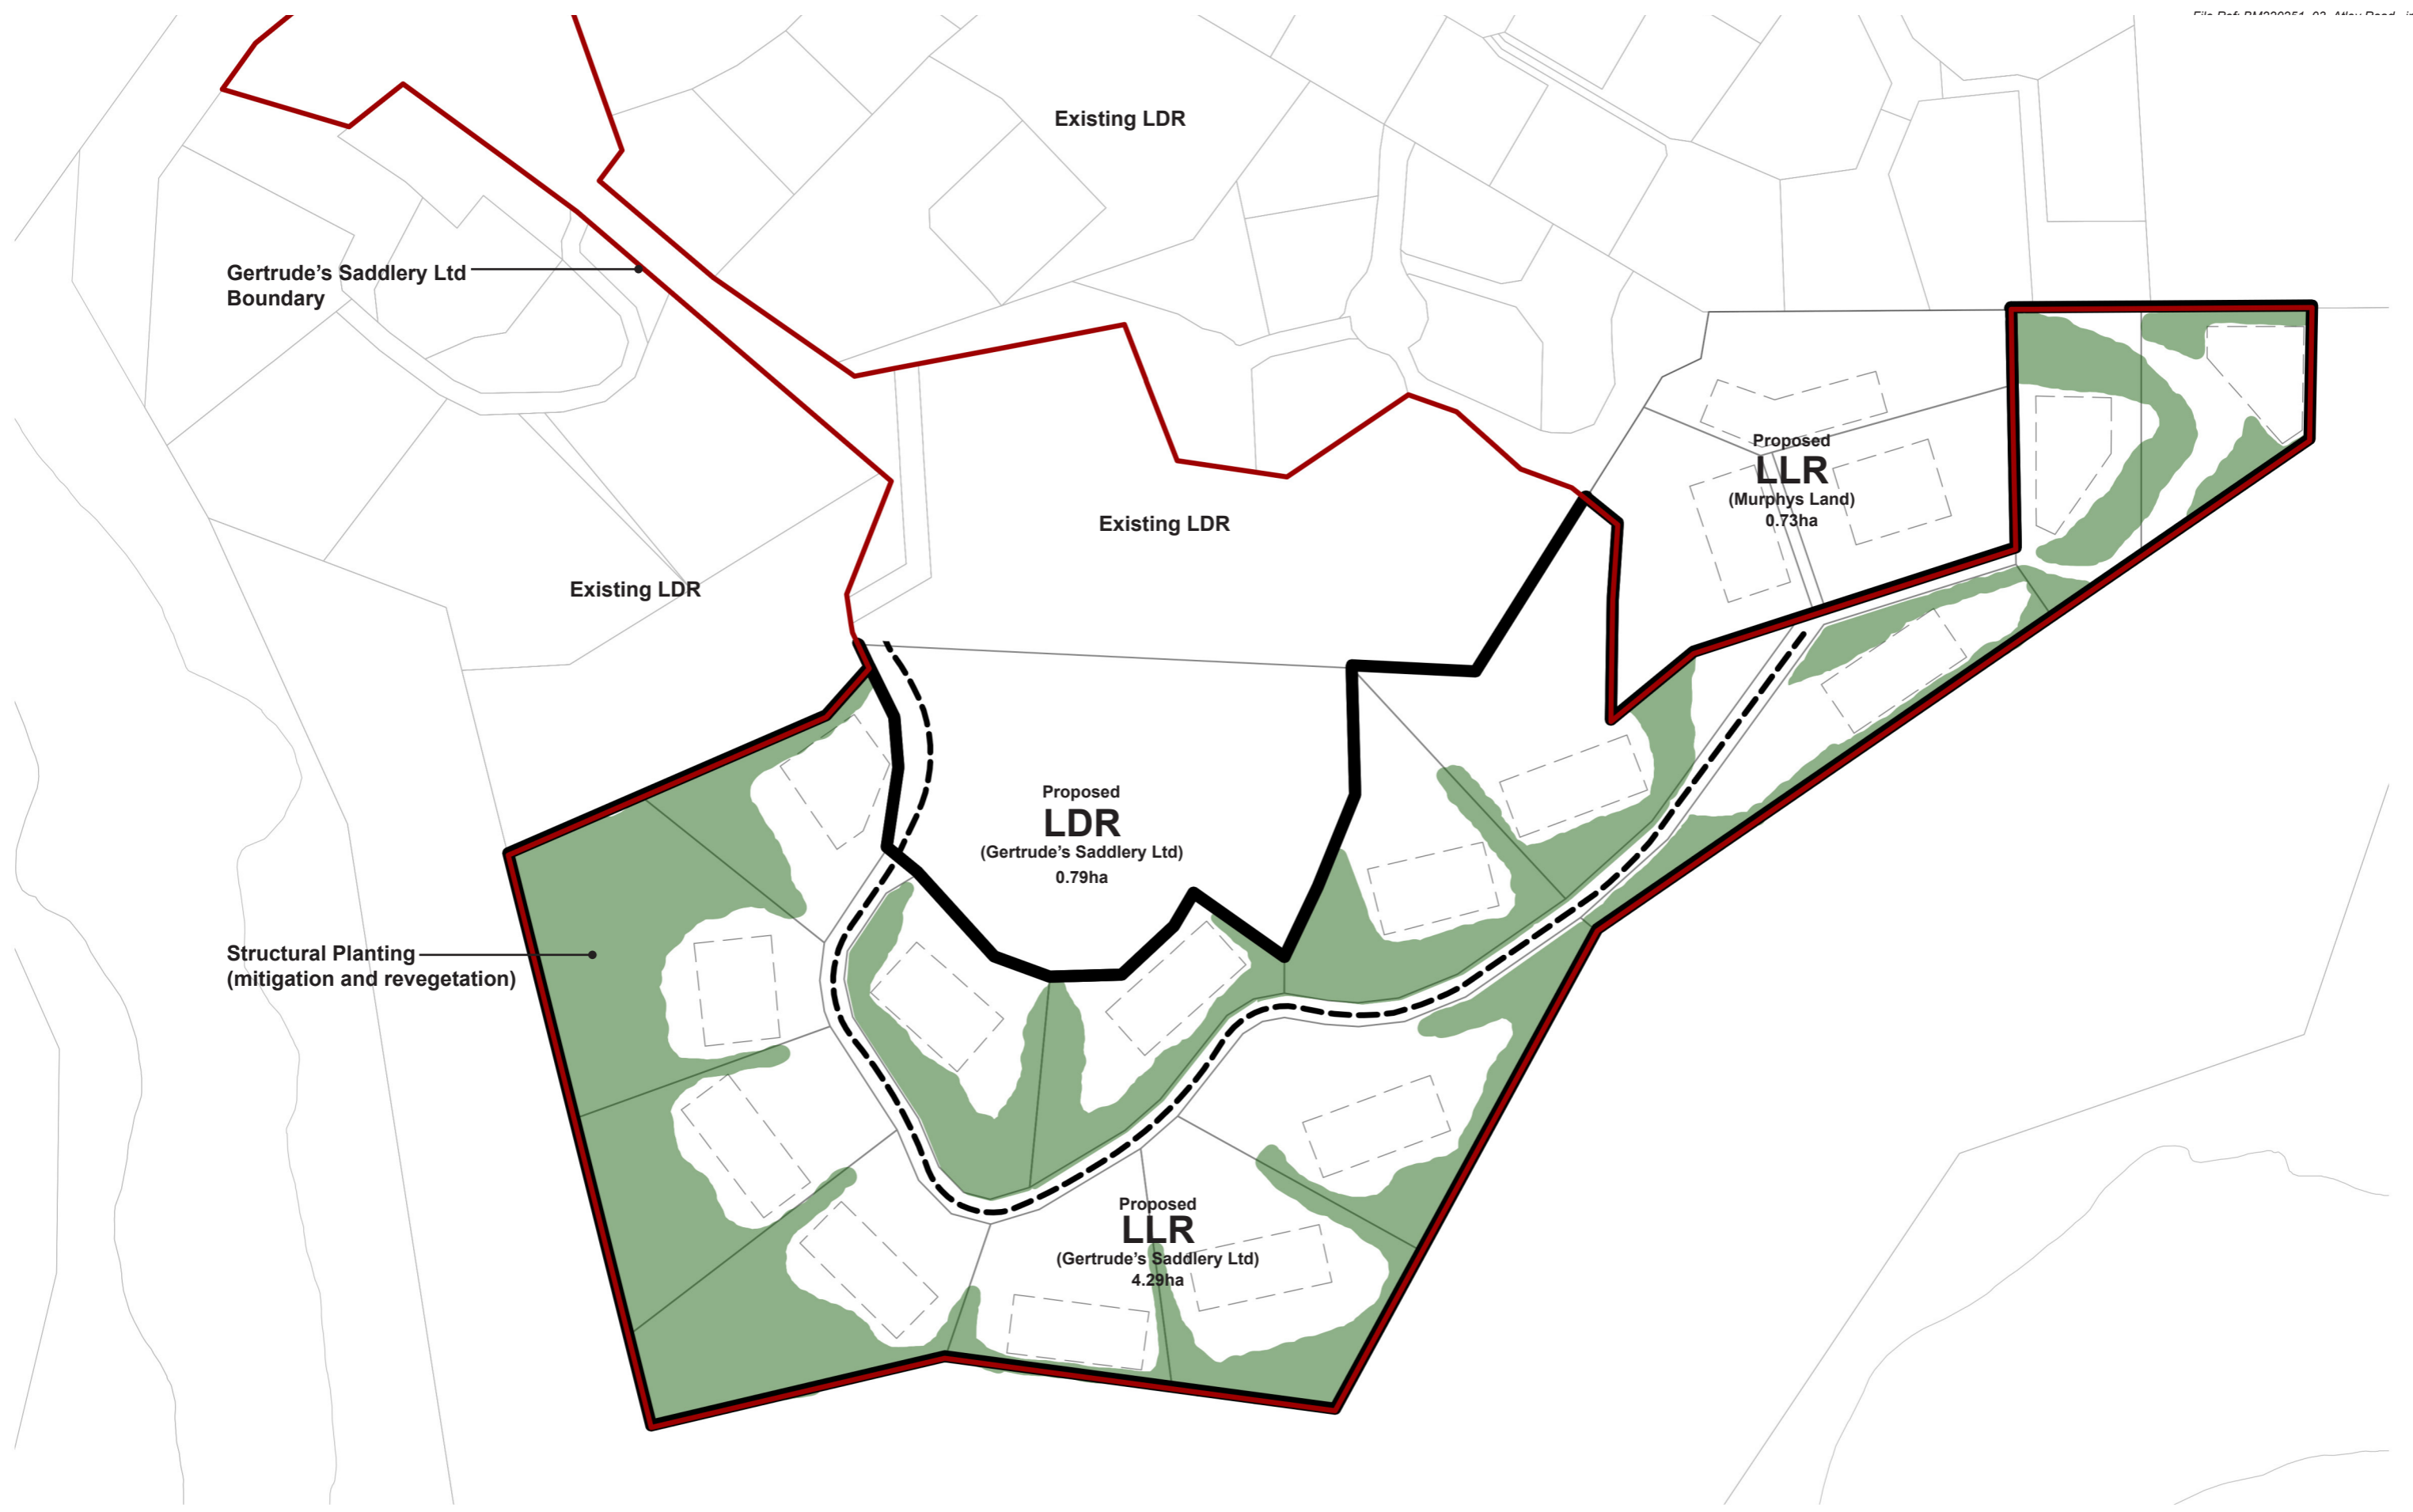 Existing LDR
Gertrude's Saddlery Ltd
Boundary
Proposed
LLR
(Murphys Land)
0.73ha
Existing LDR
Existing LDR
Proposed
LDR
(Gertrude's Saddlery Ltd)
0.79ha
Structural Planting
(mitigation and revegetation)
Proposed
LLR
(Gertrude's Saddlery Ltd)
4.29ha